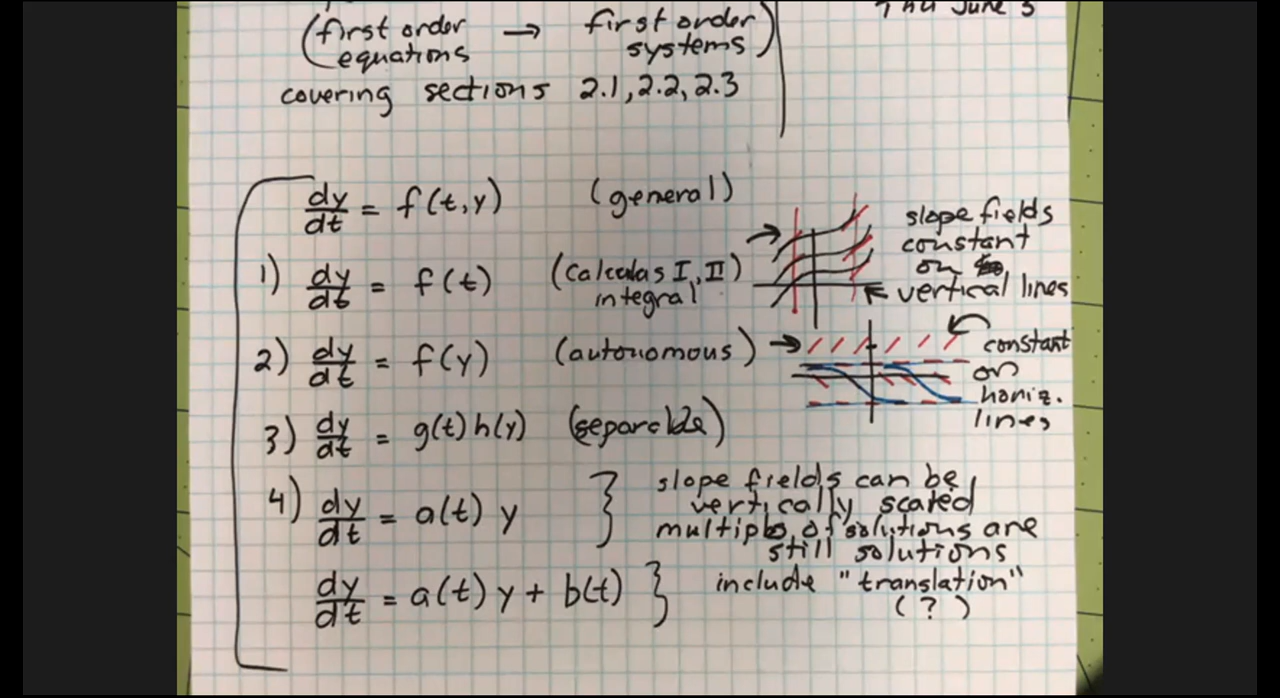 Thu June 3
(first order → first order
equations systems)
covering sections 2.1, 2.2, 2.3
dy/dt = f(t,y) (general)
1) dy/dt = f(t) (Calculas I, II)
integral
slope fields
constant
on
vertical lines
2) dy/dt = f(y) (autonomous)
constant
on
horiz.
lines
3) dy/dt = g(t) h(y) (separable)
4) dy/dt = a(t) y } slope fields can be
vertically scaled
multiples of solutions are
still solutions
dy/dt = a(t) y + b(t) } include "translation"
(?)